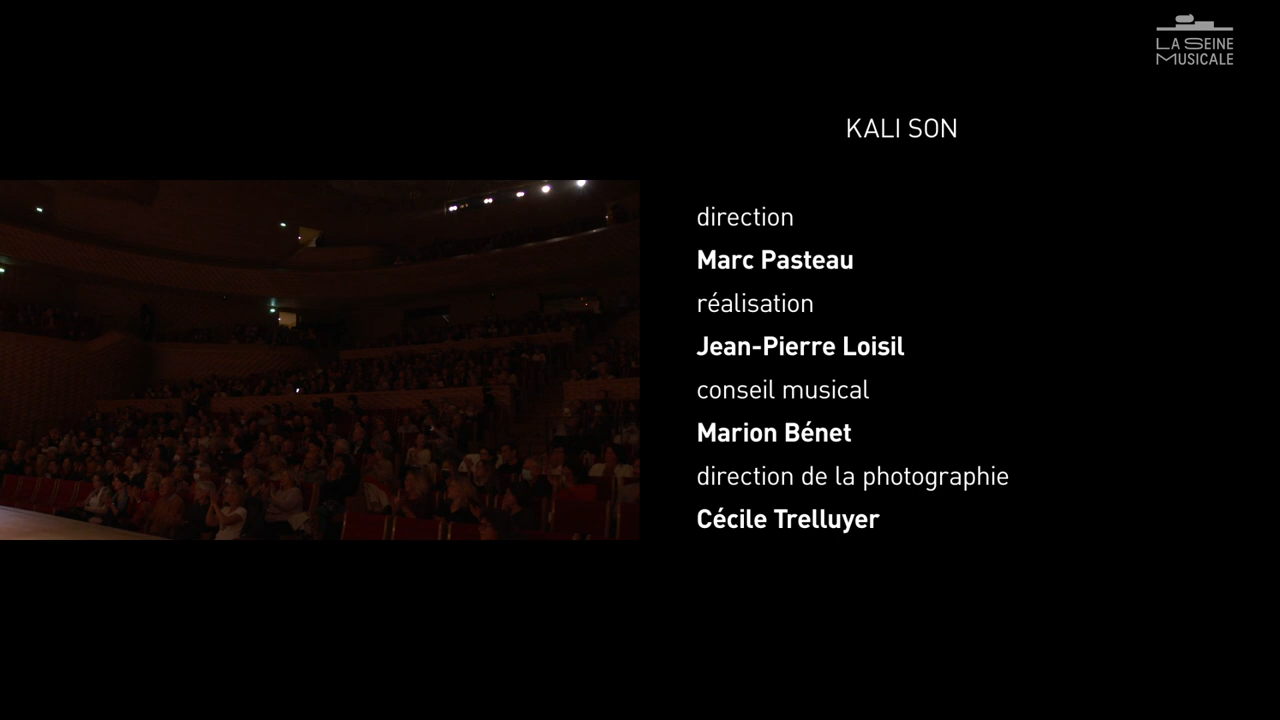 LA SEINE
MUSICALE
KALI SON
direction
Marc Pasteau
réalisation
Jean-Pierre Loisil
conseil musical
Marion Bénet
direction de la photographie
Cécile Trelluyer